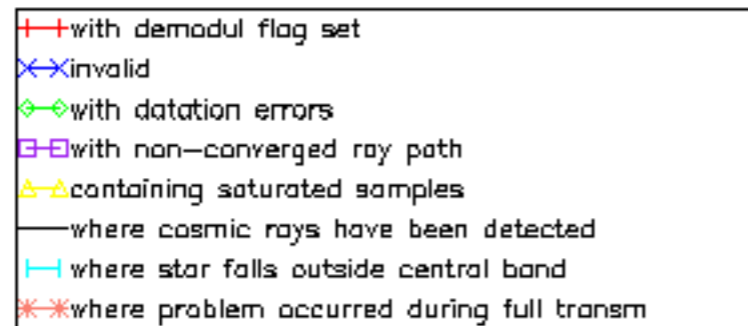 with demodul flag set
invalid
with datation errors
with non-converged ray path
containing saturated samples
where cosmic rays have been detected
where star falls outside central band
where problem occurred during full transm